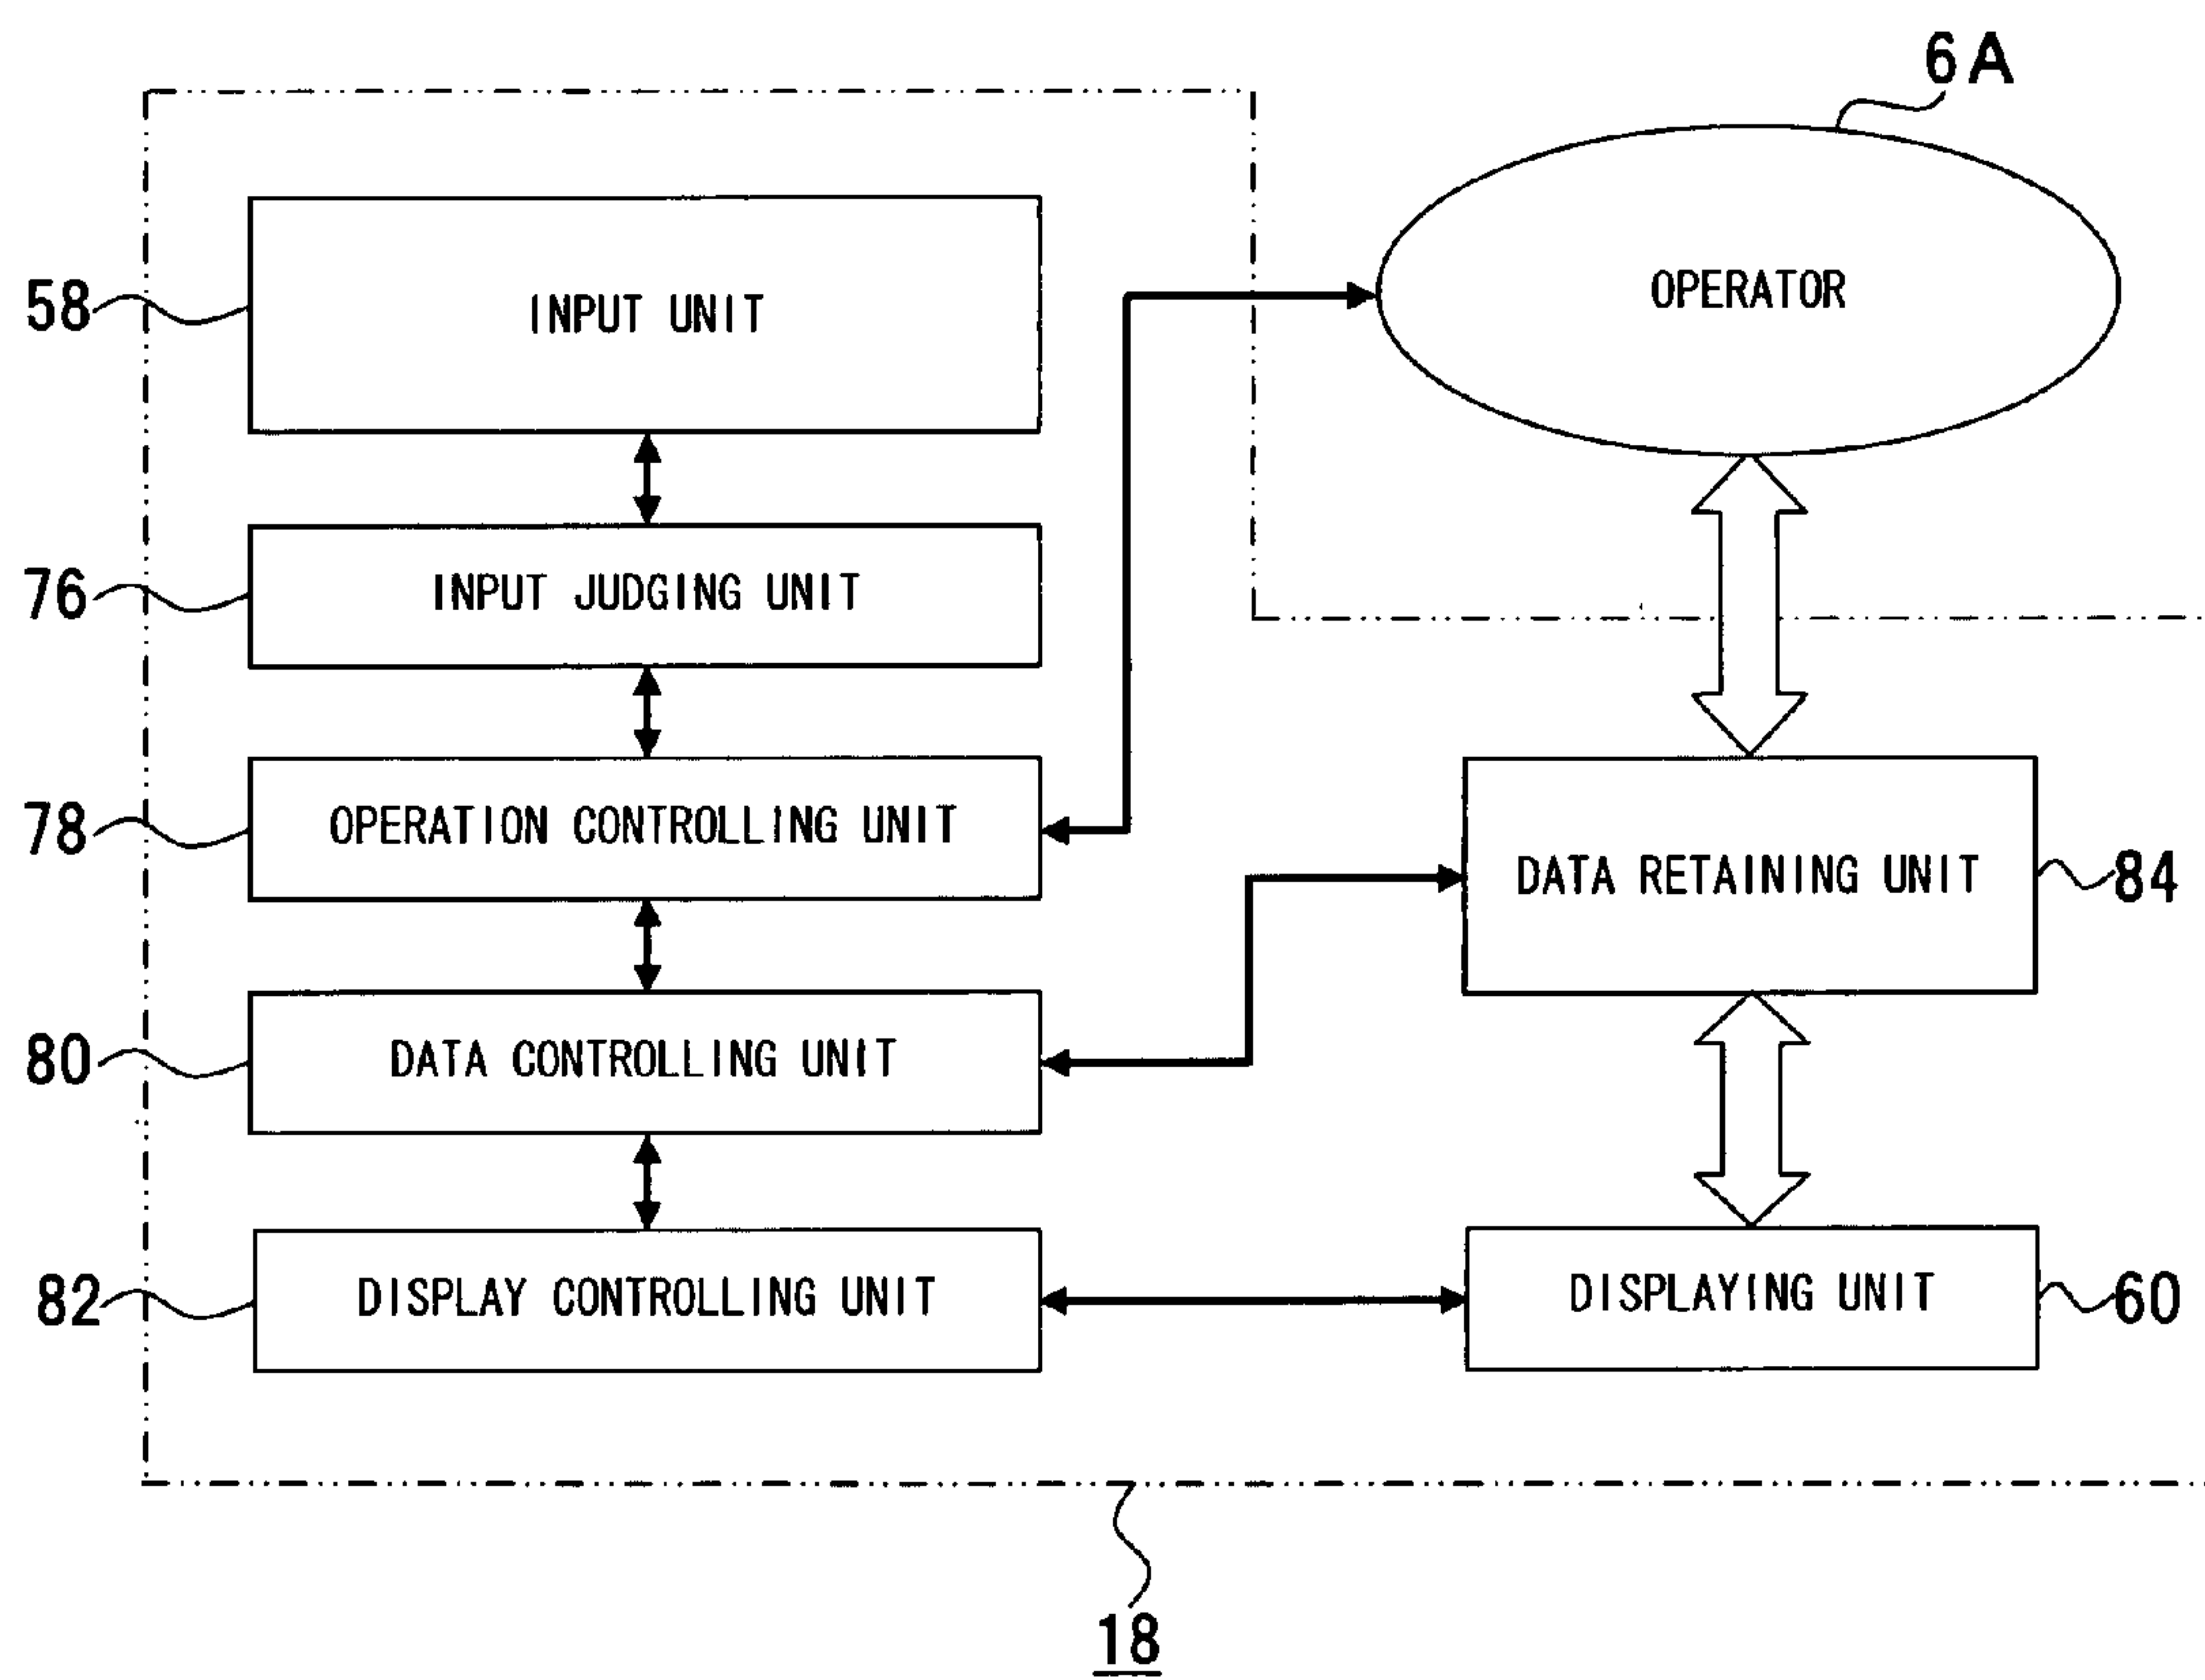 6A
58
INPUT UNIT
OPERATOR
76
INPUT JUDGING UNIT
78
OPERATION CONTROLLING UNIT
DATA RETAINING UNIT
84
80
DATA CONTROLLING UNIT
82
DISPLAY CONTROLLING UNIT
DISPLAYING UNIT
60
18